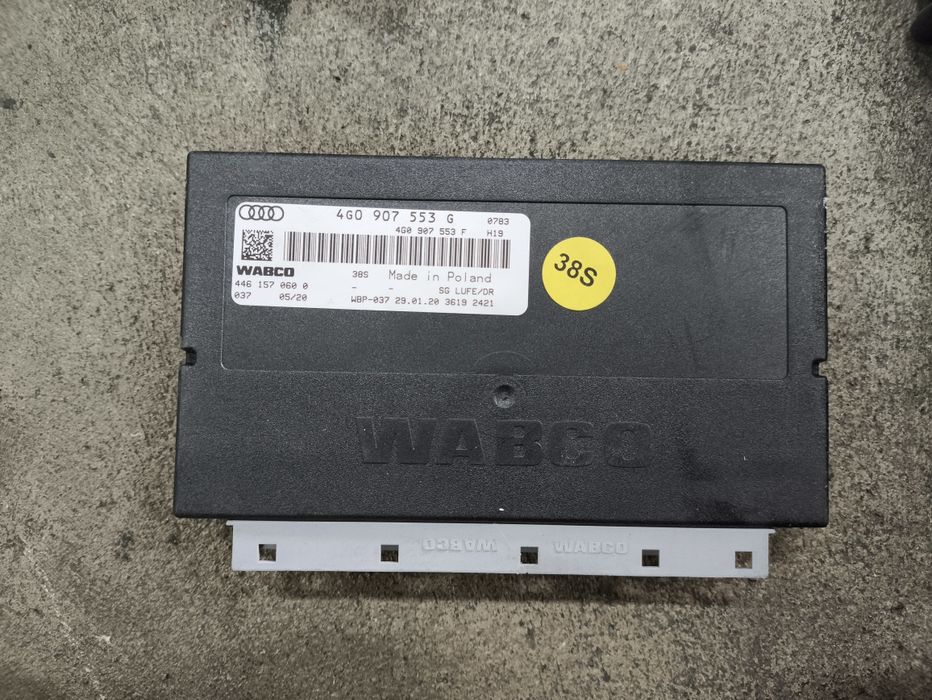 4G0 907 553 G 0783
4G0 907 553 F H19
WABCO 38S Made in Poland
446 157 060 0 - - SG LUFE/DR
037 05/20 WBP-037 29.01.20 3619 2421
38S
WABCO
WABCO WABCO